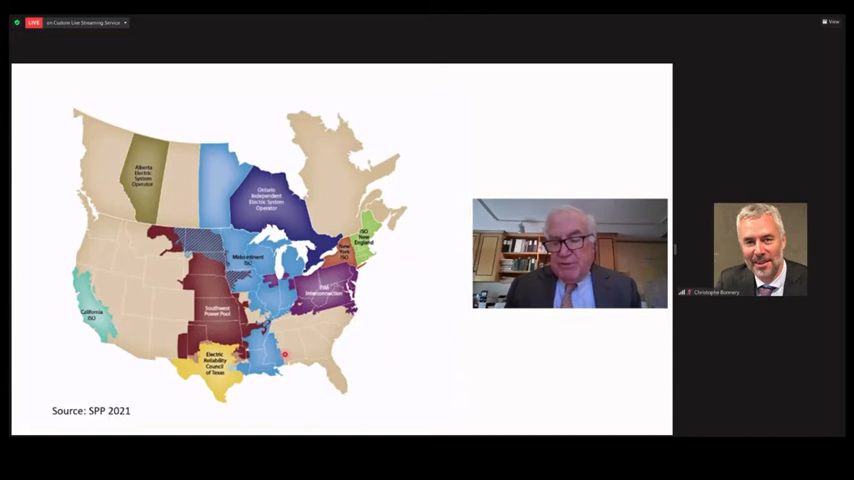 LIVE
on Custom Live Streaming Service
View
Alberta
Electric
System
Operator
Ontario
Independent
Electric System
Operator
ISO
New
England
New
York
ISO
Midcontinent
ISO
PJM
Interconnection
California
ISO
Southwest
Power Pool
Electric
Reliability
Council
of Texas
Source: SPP 2021
Christophe Bonnery